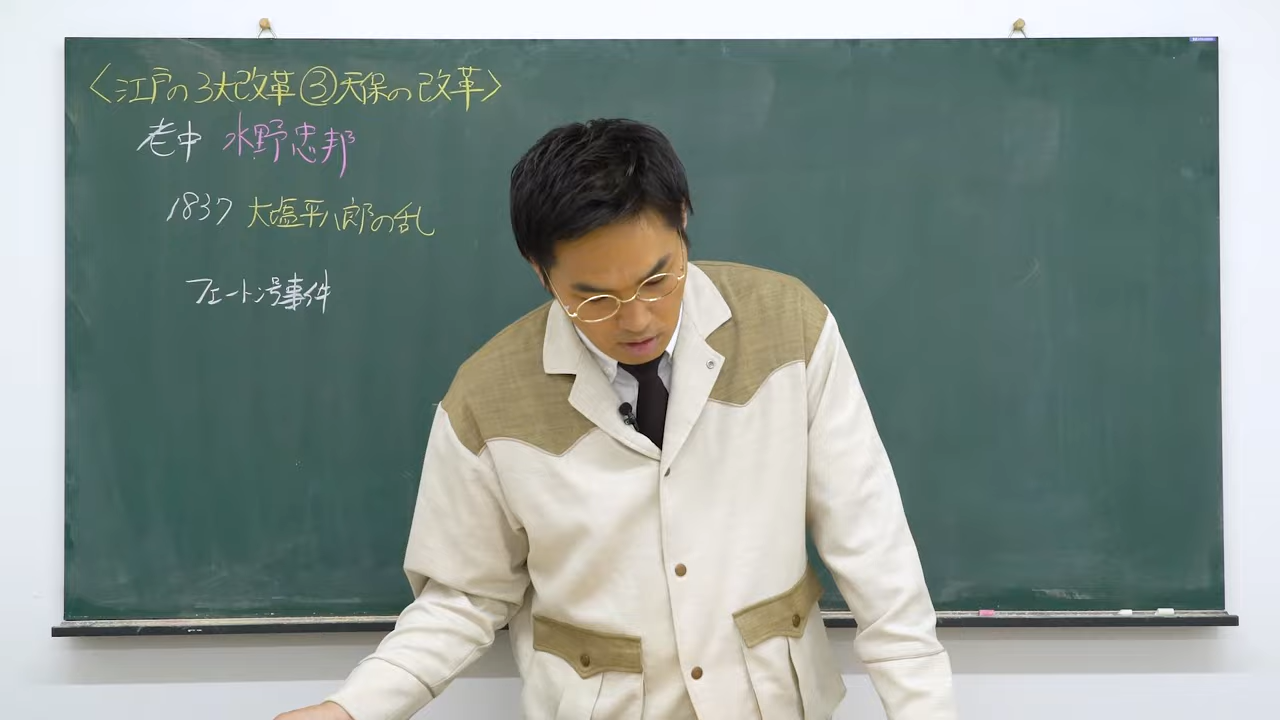 〈江戸の3大改革③天保の改革〉
老中 水野忠邦
1837 大塩平八郎の乱
フェートン号事件